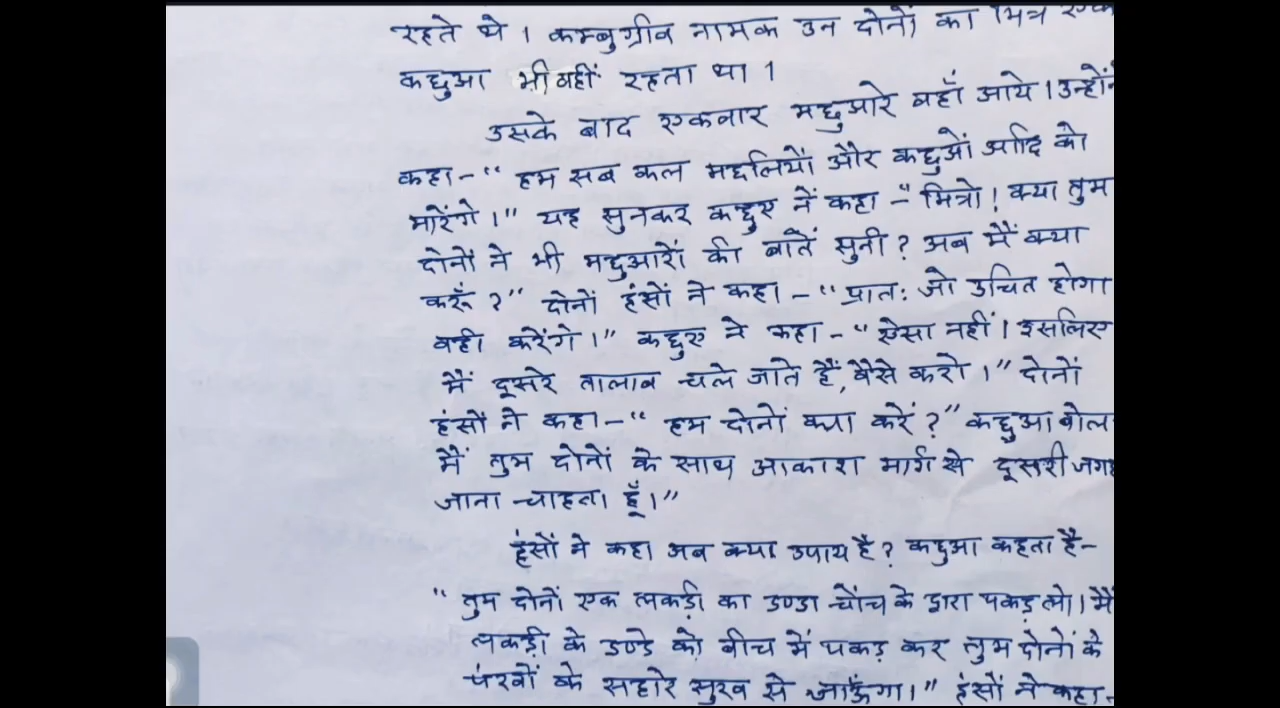 रहते थे । कम्बुग्रीव नामक उन दोनों का मित्र एक
कछुआ भी वहीं रहता था ।
उसके बाद एकबार मछुआरे वहाँ आये । उन्होंने
कहा - " हम सब कल मछलियों और कछुओं आदि को
मारेंगे ।" यह सुनकर कछुए नें कहा - "मित्रो ! क्या तुम
दोनों ने भी मछुआरों की बातें सुनी ? अब मैं क्या
करूँ ?" दोनों हंसों ने कहा - "प्रातः जो उचित होगा
वही करेंगे ।" कछुए ने कहा - "ऐसा नहीं । इसलिए
मैं दूसरे तालाब चले जाते हैं, वैसे करो ।" दोनों
हंसों ने कहा - " हम दोनों क्या करें ?" कछुआ बोल
मैं तुम दोनों के साथ आकाश मार्ग से दूसरी जगह
जाना चाहता हूँ ।"
हंसों ने कहा अब क्या उपाय है ? कछुआ कहता है -
" तुम दोनों एक लकड़ी का डण्डा चोंच के द्वारा पकड़ लो । मैं
लकड़ी के डण्डे को बीच में पकड़ कर तुम दोनों के
पंखों के सहारे सुख से जाऊँगा ।" हंसों ने कहा -